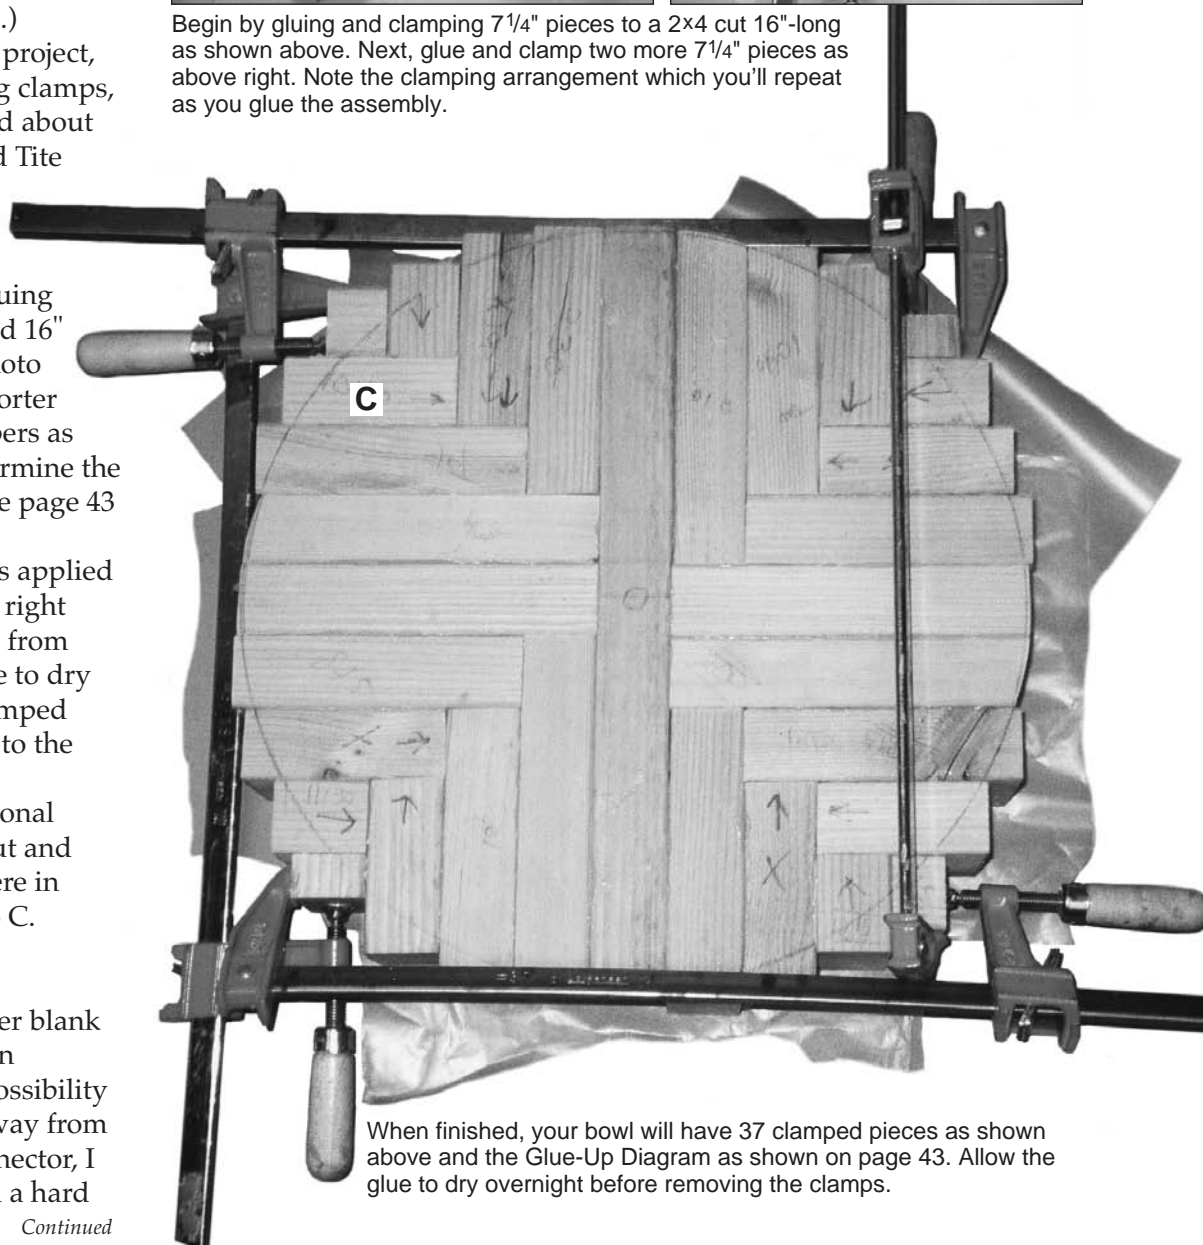 .)
project,
g clamps,
d about
d Tite
uing
d 16"
oto
orter
bers as
ermine the
e page 43
s applied
right
from
e to dry
mped
to the
onal
ut and
ere in
C.
er blank
n
ossibility
way from
nector, I
a hard
Continued
Begin by gluing and clamping 7 1/4" pieces to a 2x4 cut 16"-long
as shown above. Next, glue and clamp two more 7 1/4" pieces as
above right. Note the clamping arrangement which you'll repeat
as you glue the assembly.
C
When finished, your bowl will have 37 clamped pieces as shown
above and the Glue-Up Diagram as shown on page 43. Allow the
glue to dry overnight before removing the clamps.